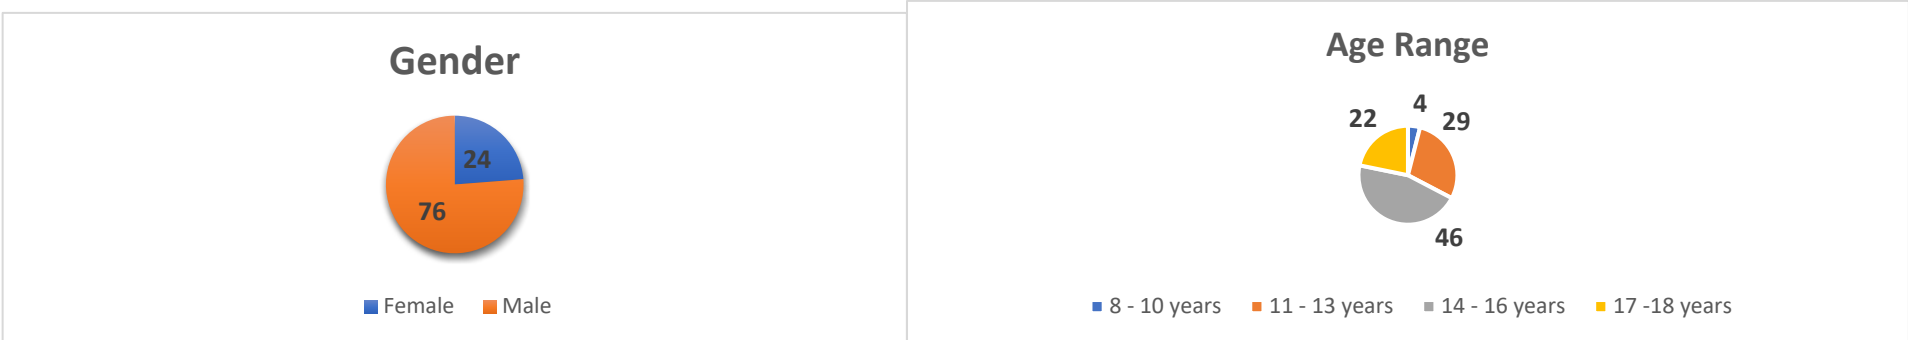 Gender
24
76
Female Male
Age Range
4
22 29
46
8 - 10 years 11 - 13 years 14 - 16 years 17 -18 years